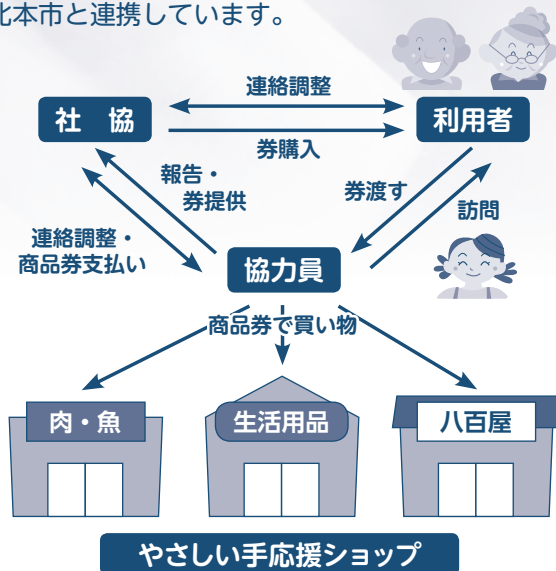 北本市と連携しています。
連絡調整
社　協
利用者
券購入
報告・
券提供
券渡す
訪問
連絡調整・
商品券支払い
協力員
商品券で買い物
肉・魚
生活用品
八百屋
やさしい手応援ショップ